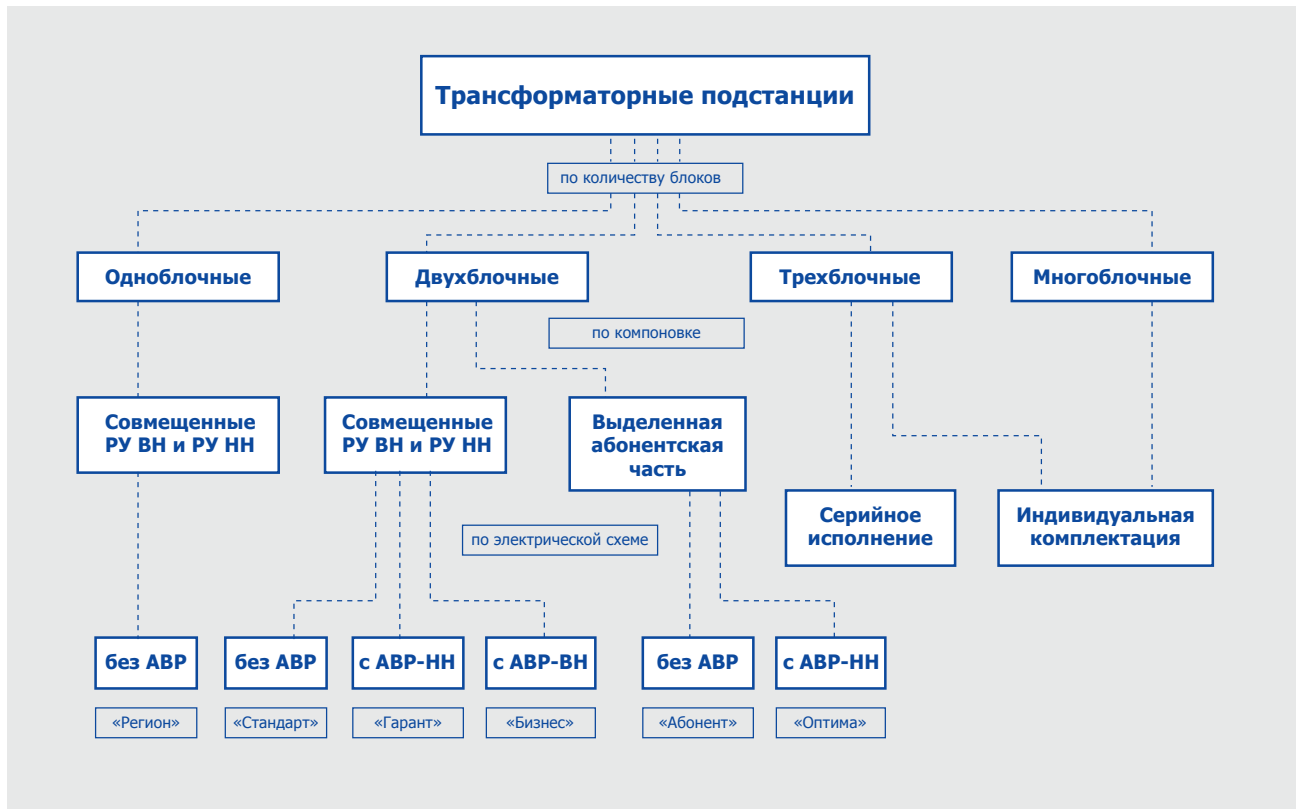 Трансформаторные подстанции
по количеству блоков
Одноблочные
Двухблочные
Трехблочные
Многоблочные
по компоновке
Совмещенные
РУ ВН и РУ НН
Совмещенные
РУ ВН и РУ НН
Выделенная
абонентская
часть
Серийное
исполнение
Индивидуальная
комплектация
по электрической схеме
без АВР
без АВР
с АВР-НН
с АВР-ВН
без АВР
с АВР-НН
«Регион»
«Стандарт»
«Гарант»
«Бизнес»
«Абонент»
«Оптима»